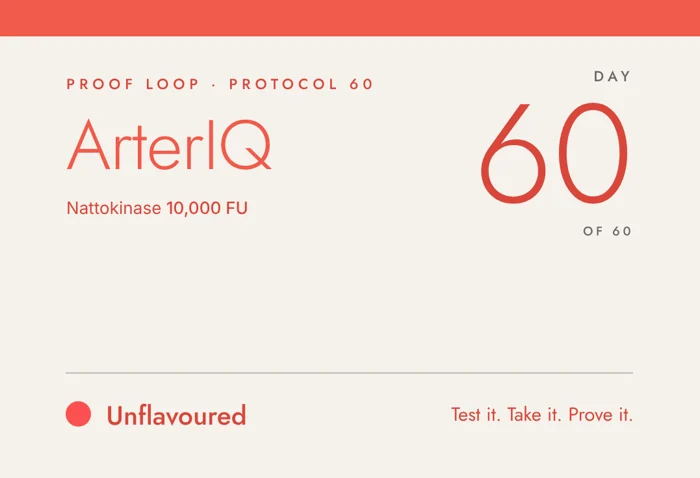 PROOF LOOP · PROTOCOL 60
ArterIQ
Nattokinase 10,000 FU
DAY
60
OF 60
Unflavoured
Test it. Take it. Prove it.